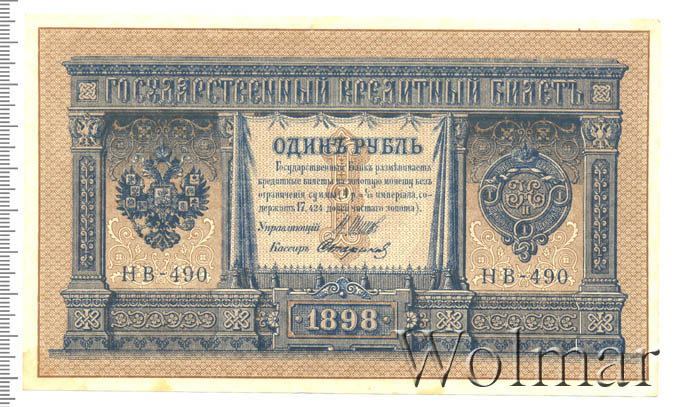 ГОСУДАРСТВЕННЫЙ КРЕДИТНЫЙ БИЛЕТЪ
ОДИНЪ РУБЛЬ
Государственный Банкъ размѣниваетъ
кредитные билеты на золотую монету безъ
ограниченія суммы (1 р. = 1/15 имперіала, со-
держитъ 17,424 долей чистаго золота).
Управляющій
Кассиръ
НВ-490
НВ-490
1898
Wolmar